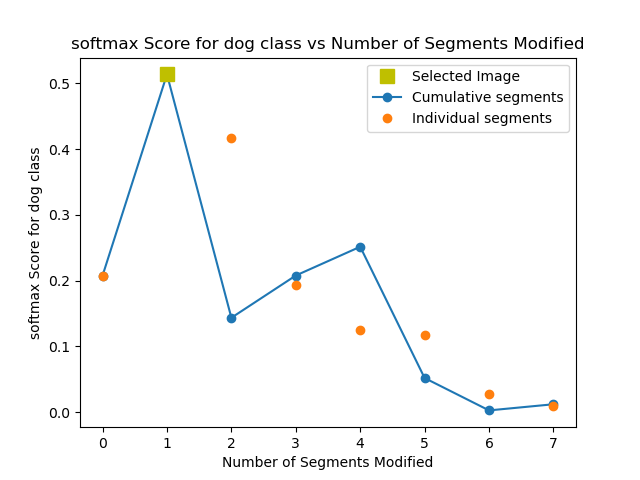 softmax Score for dog class vs Number of Segments Modified
Selected Image
Cumulative segments
Individual segments
softmax Score for dog class
0.5
0.4
0.3
0.2
0.1
0.0
0 1 2 3 4 5 6 7
Number of Segments Modified